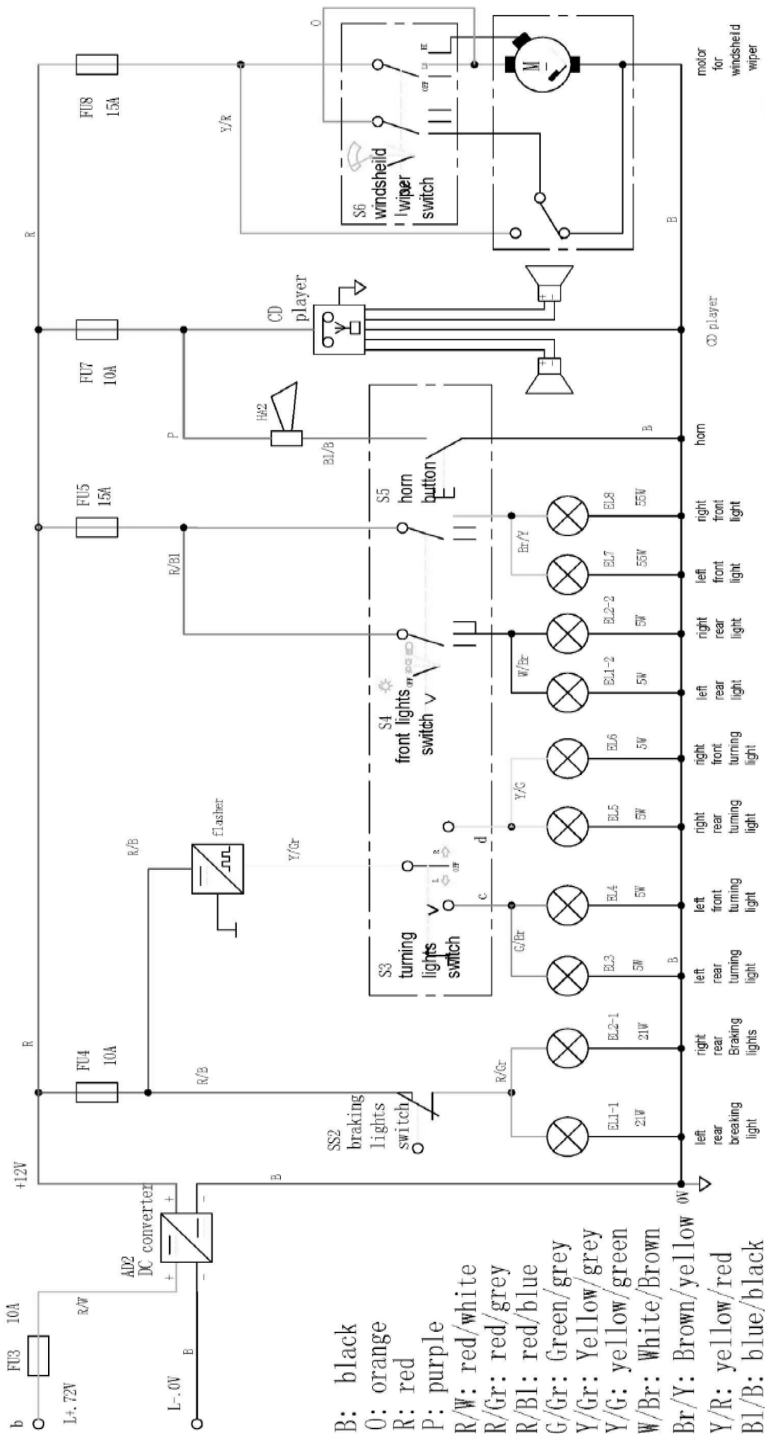 b
FU3
10A
L+.72V
R/W
L-.0V
B
AD2
DC converter
+
-
+
-
+12V
B
0V
R
FU4
10A
R/B
R/B
flasher
Y/Gr
SS2
braking
lights
switch
R/Gr
S3
turning
lights
switch
L
R
OFF
c
d
G/Br
Y/G
FU5
15A
R/Bl
S4
front lights
switch
OFF
W/Br
Br/Y
S5
horn
button
FU7
10A
P
HA2
Bl/B
B
CD
player
+ -
+ -
R
FU8
15A
Y/R
O
S6
windsheild
wiper
switch
OFF
M
B
B
EL1-1
21W
EL2-1
21W
EL3
5W
EL4
5W
EL5
5W
EL6
5W
EL1-2
5W
EL2-2
5W
EL7
55W
EL8
55W
left
rear
breaking
light
right
rear
Braking
lights
left
rear
turning
light
left
front
turning
light
right
rear
turning
light
right
front
turning
light
left
rear
light
right
rear
light
left
front
light
right
front
light
horn
CD player
motor
for
windsheild
wiper
B: black
O: orange
R: red
P: purple
R/W: red/white
R/Gr: red/grey
R/Bl: red/blue
G/Gr: Green/grey
Y/Gr: Yellow/grey
Y/G: yellow/green
W/Br: White/Brown
Br/Y: Brown/yellow
Y/R: yellow/red
Bl/B: blue/black